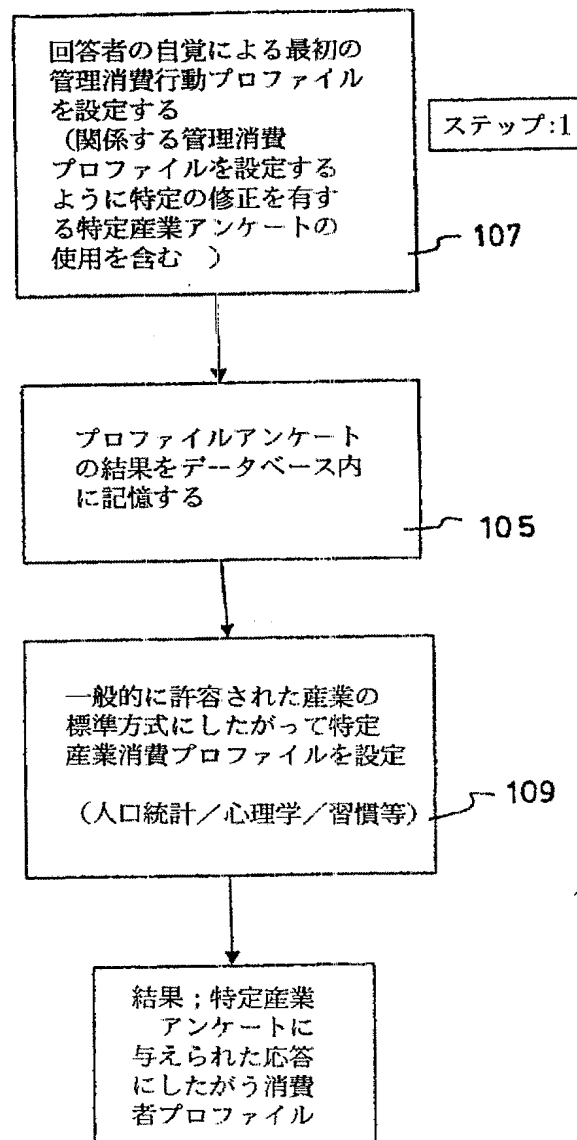 回答者の自覚による最初の
管理消費行動プロファイル
を設定する
（関係する管理消費
プロファイルを設定する
ように特定の修正を有す
る特定産業アンケートの
使用を含む　）
ステップ:1
107
プロファイルアンケート
の結果をデータベース内
に記憶する
105
一般的に許容された産業の
標準方式にしたがって特定
産業消費プロファイルを設定
（人口統計／心理学／習慣等）
109
結果；特定産業
アンケートに
与えられた応答
にしたがう消費
者プロファイル